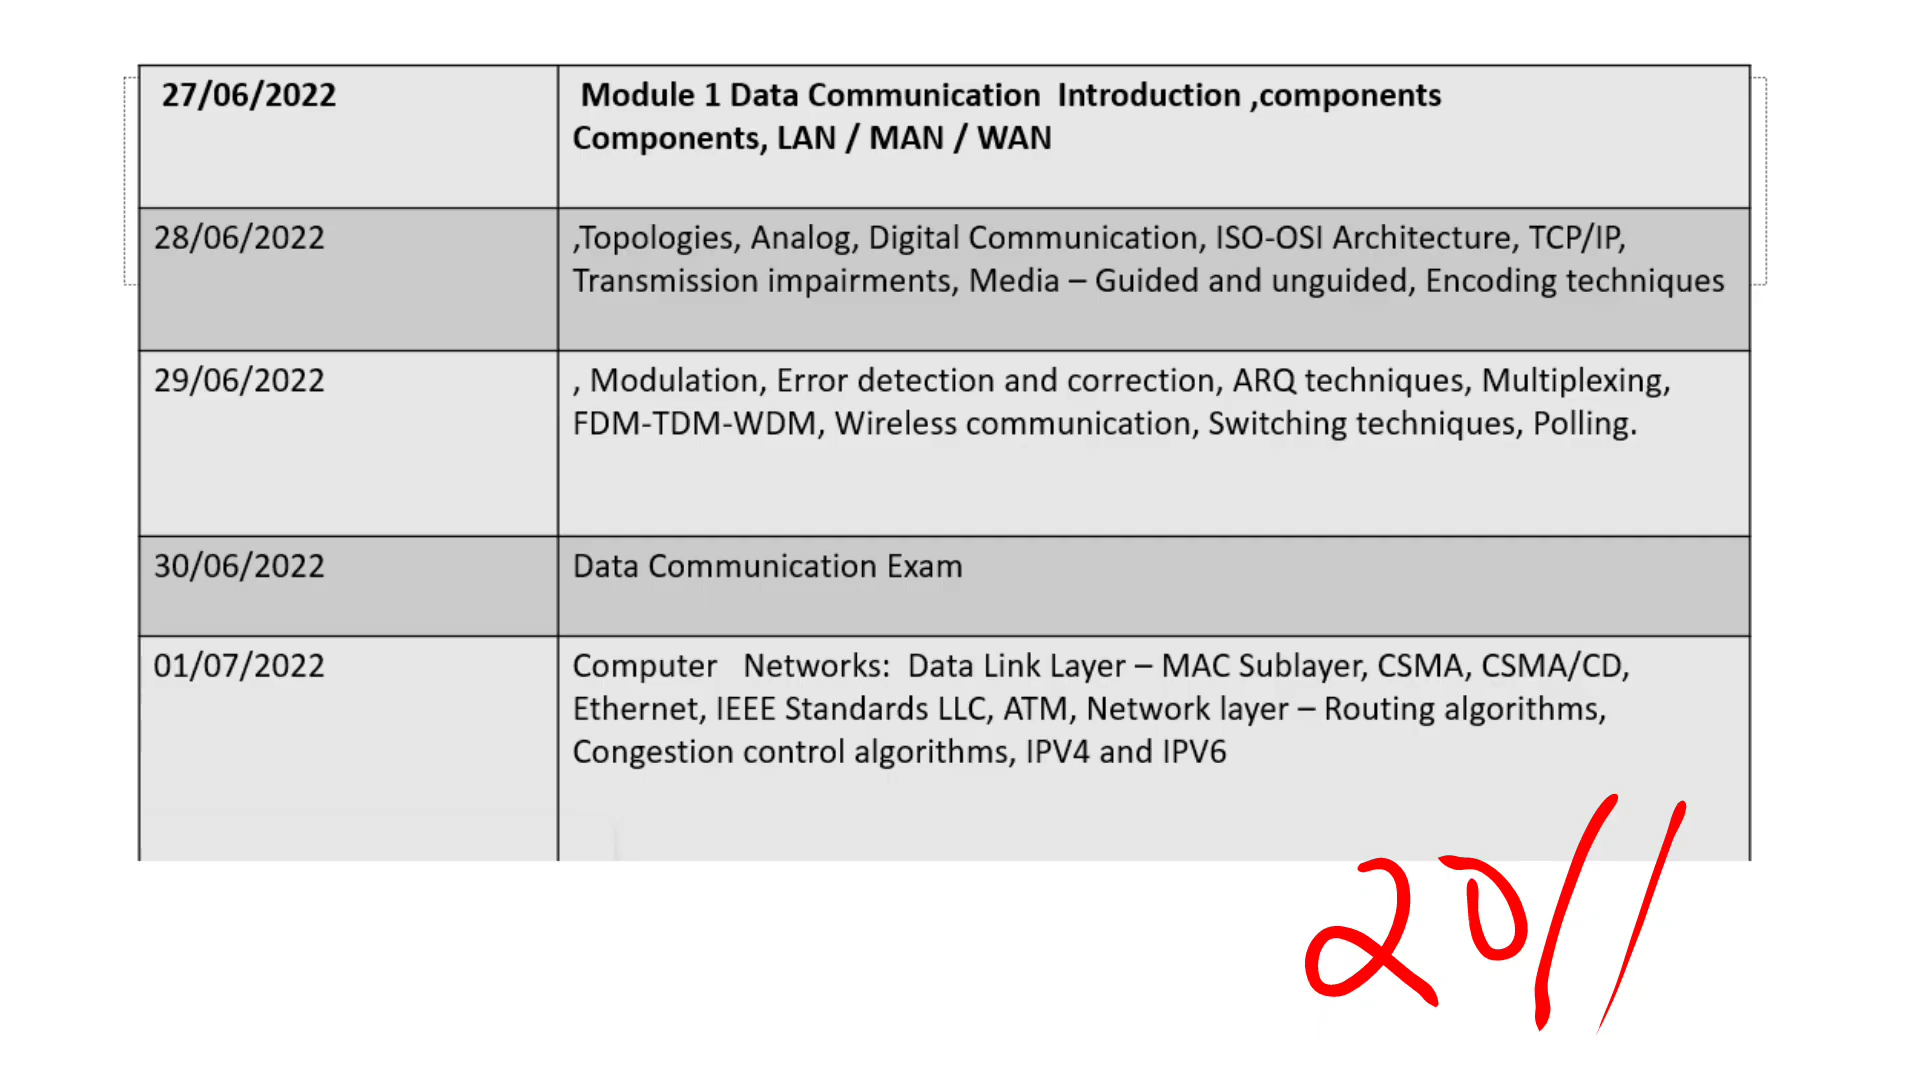 27/06/2022
Module 1 Data Communication Introduction ,components
Components, LAN / MAN / WAN
28/06/2022
,Topologies, Analog, Digital Communication, ISO-OSI Architecture, TCP/IP,
Transmission impairments, Media – Guided and unguided, Encoding techniques
29/06/2022
, Modulation, Error detection and correction, ARQ techniques, Multiplexing,
FDM-TDM-WDM, Wireless communication, Switching techniques, Polling.
30/06/2022
Data Communication Exam
01/07/2022
Computer Networks: Data Link Layer – MAC Sublayer, CSMA, CSMA/CD,
Ethernet, IEEE Standards LLC, ATM, Network layer – Routing algorithms,
Congestion control algorithms, IPV4 and IPV6
20//